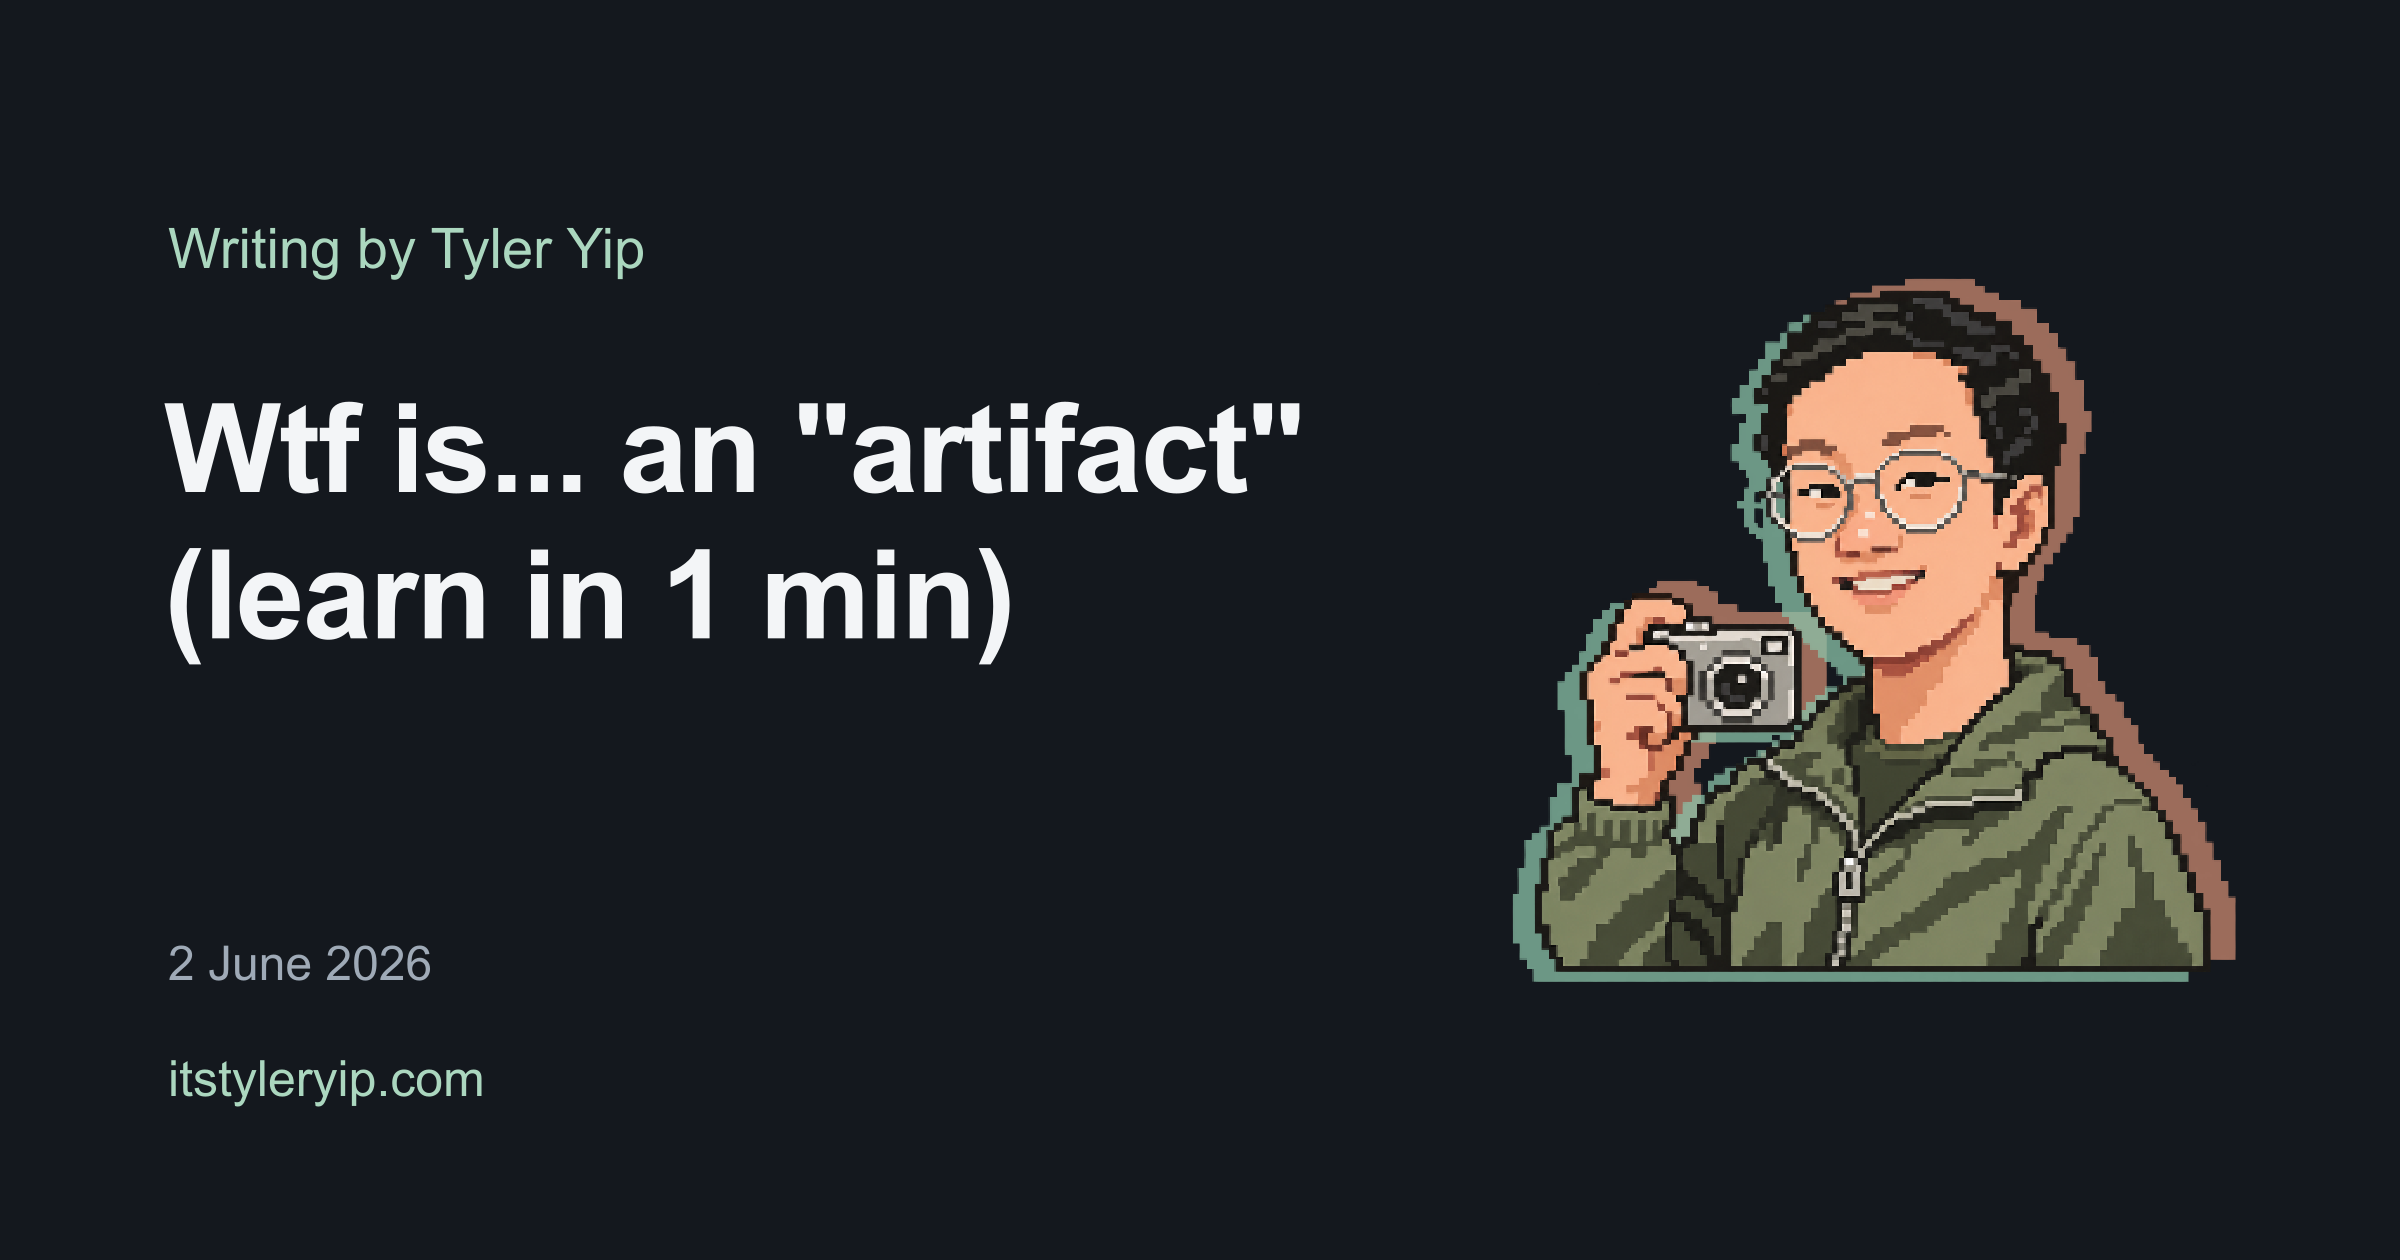 Writing by Tyler Yip
Wtf is... an "artifact"
(learn in 1 min)
2 June 2026
itstyleryip.com